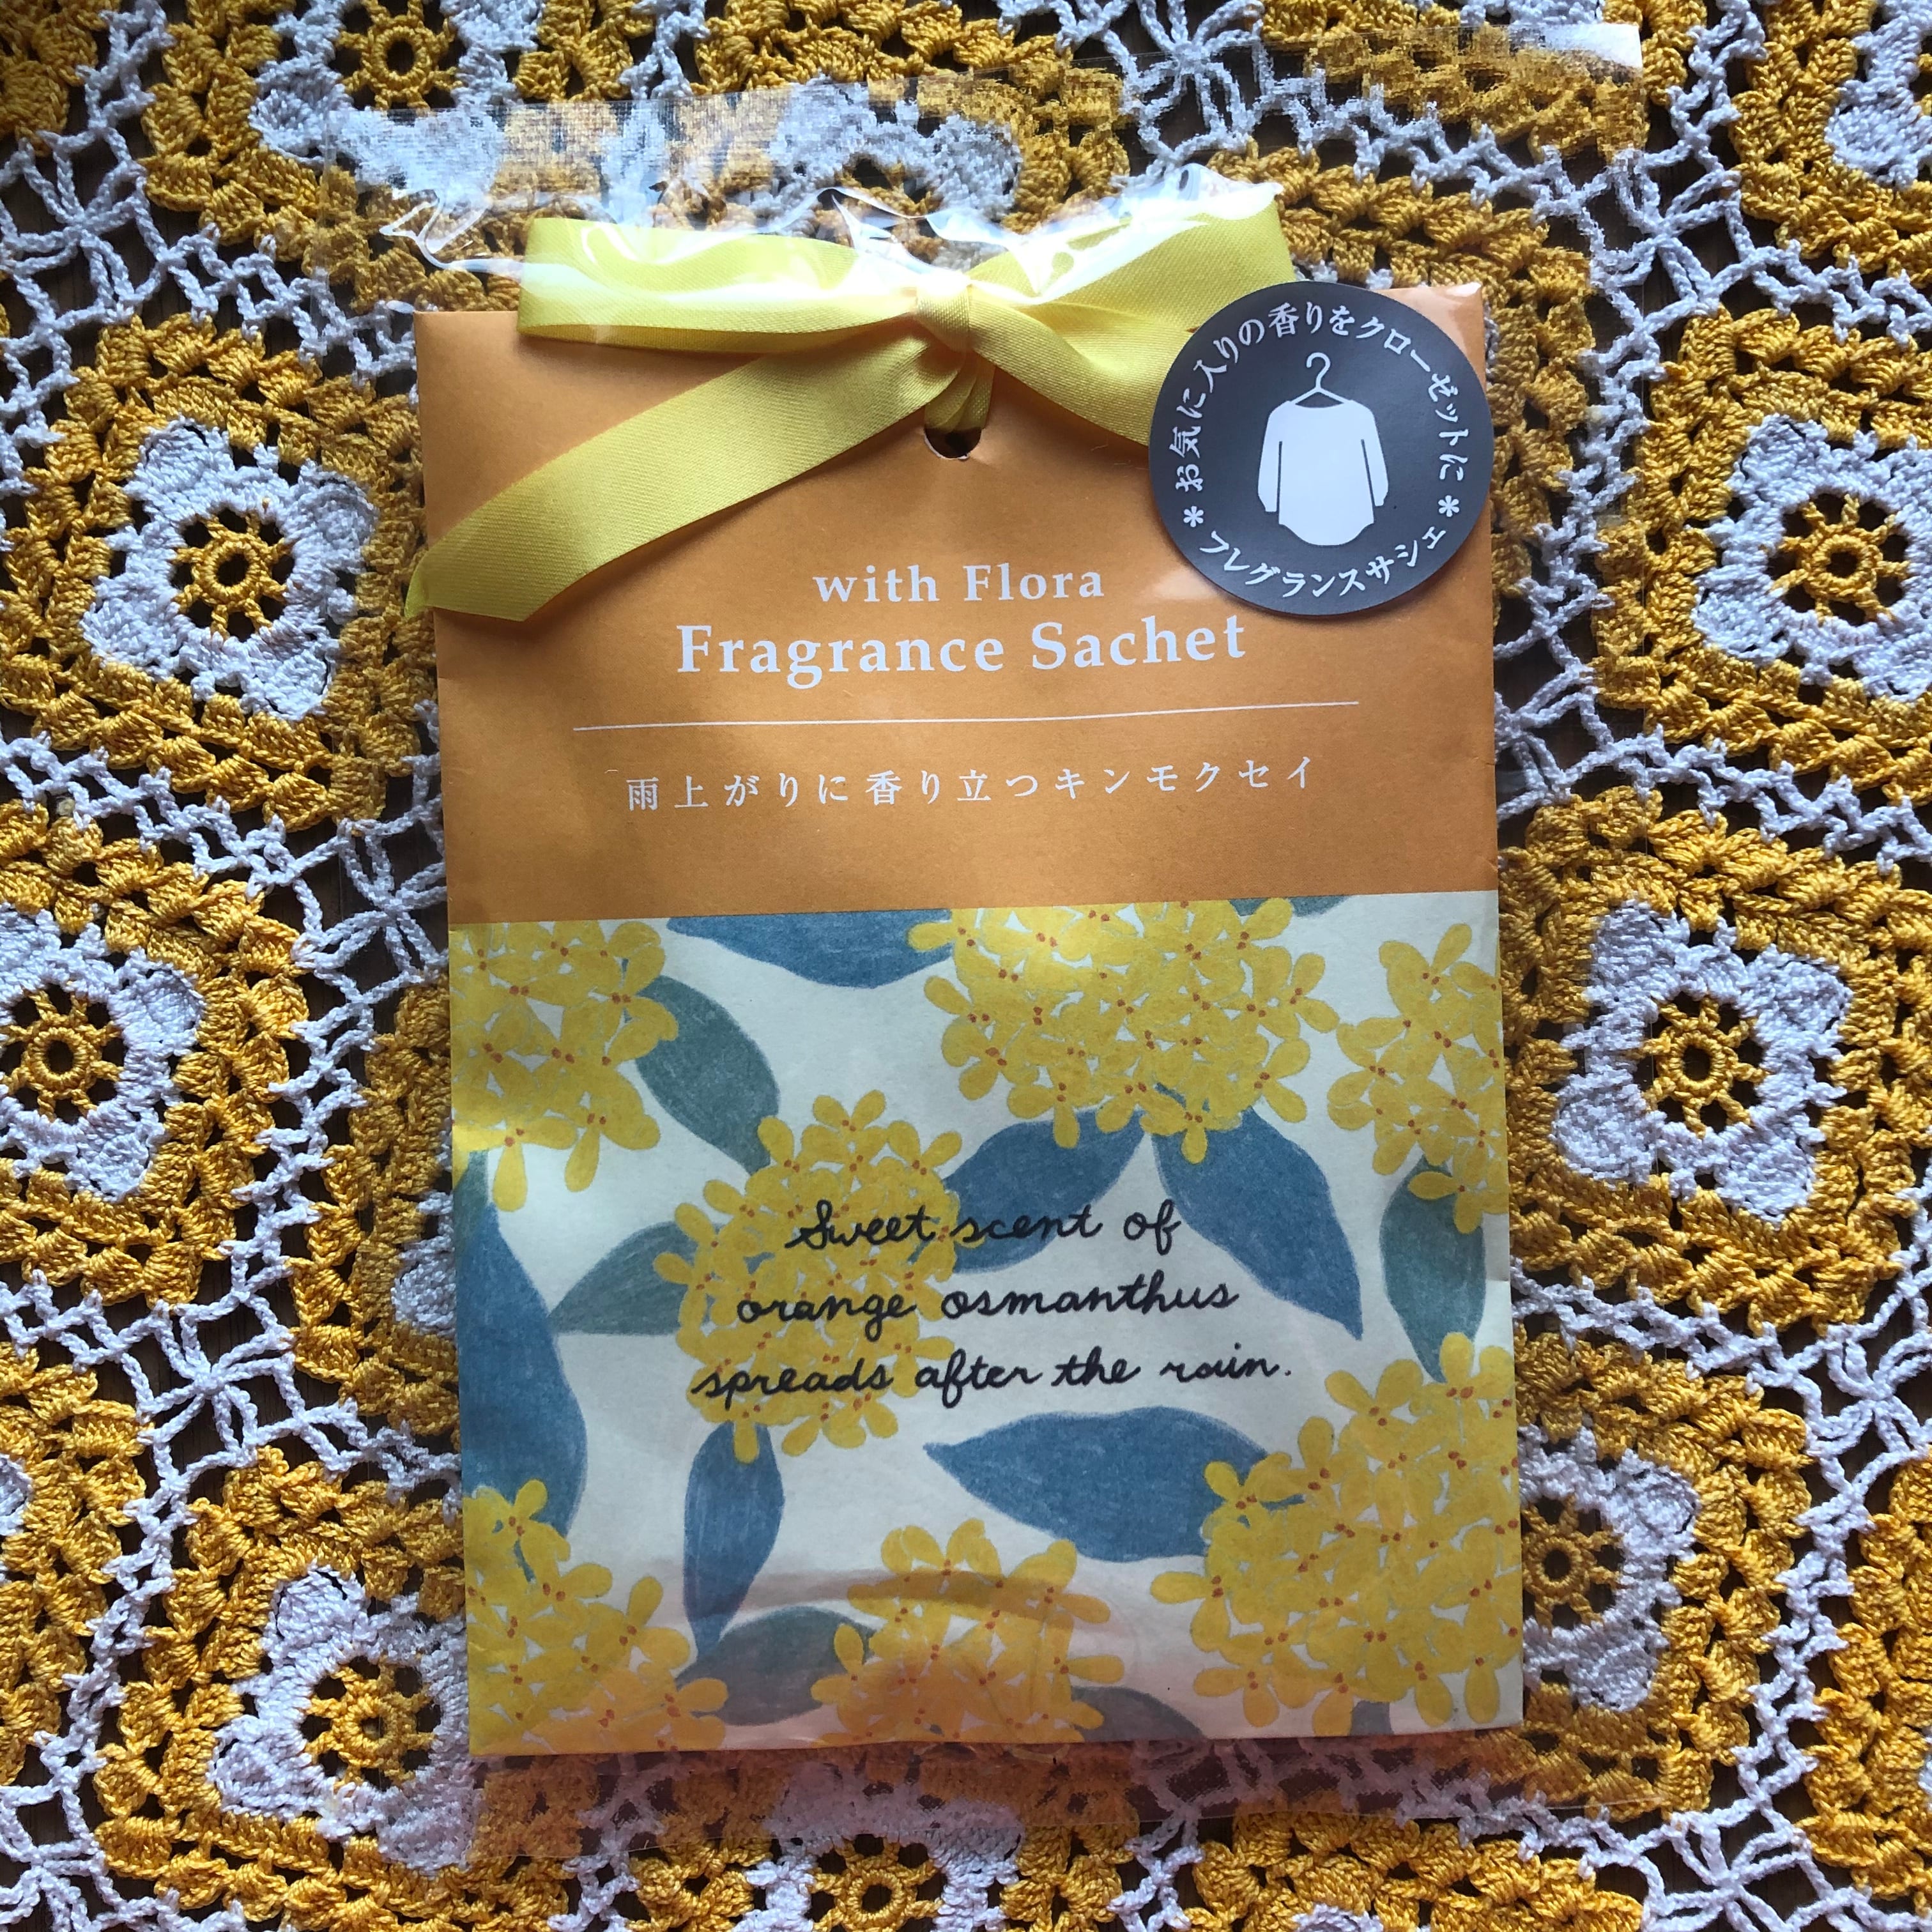 お気に入りの香りをクローゼットに
* フレグランスサシェ *
with Flora
Fragrance Sachet
雨上がりに香り立つキンモクセイ
Sweet scent of
orange osmanthus
spreads after the rain.